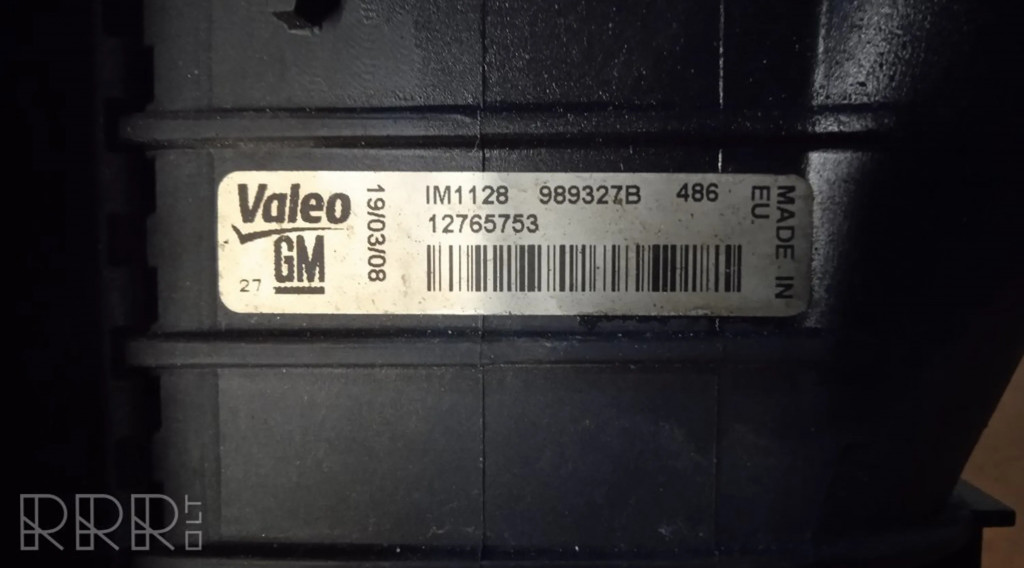 Valeo
GM
27
19/03/08
IM1128 989327B 486
12765753
MADE IN
EU.
RRR.LT